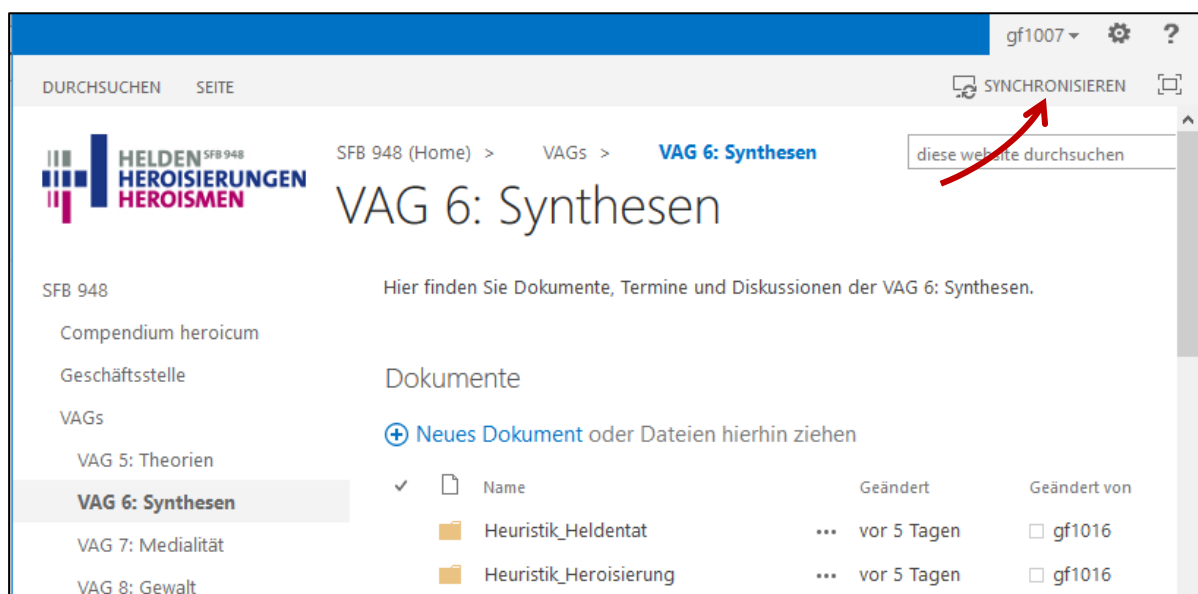 gf1007 ?
DURCHSUCHEN SEITE SYNCHRONISIEREN
HELDEN SFB 948
HEROISIERUNGEN
HEROISMEN
SFB 948 (Home) > VAGs > VAG 6: Synthesen
diese website durchsuchen
VAG 6: Synthesen
Hier finden Sie Dokumente, Termine und Diskussionen der VAG 6: Synthesen.
SFB 948
Compendium heroicum
Geschäftsstelle
VAGs
VAG 5: Theorien
VAG 6: Synthesen
VAG 7: Medialität
VAG 8: Gewalt
Dokumente
Neues Dokument oder Dateien hierhin ziehen
Name Geändert Geändert von
Heuristik_Heldentat ... vor 5 Tagen gf1016
Heuristik_Heroisierung ... vor 5 Tagen gf1016